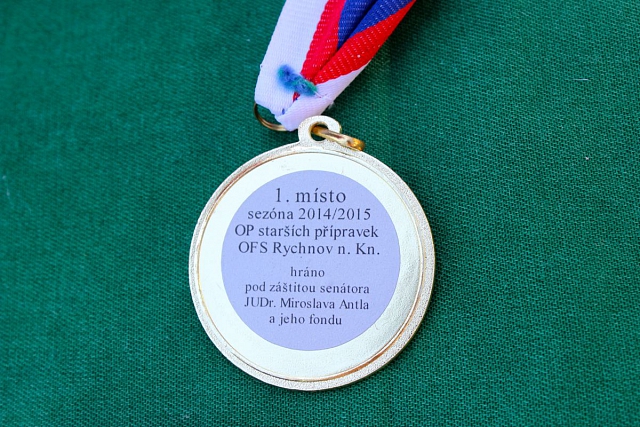 1. místo
sezóna 2014/2015
OP starších přípravek
OFS Rychnov n. Kn.
hráno
pod záštitou senátora
JUDr. Miroslava Antla
a jeho fondu